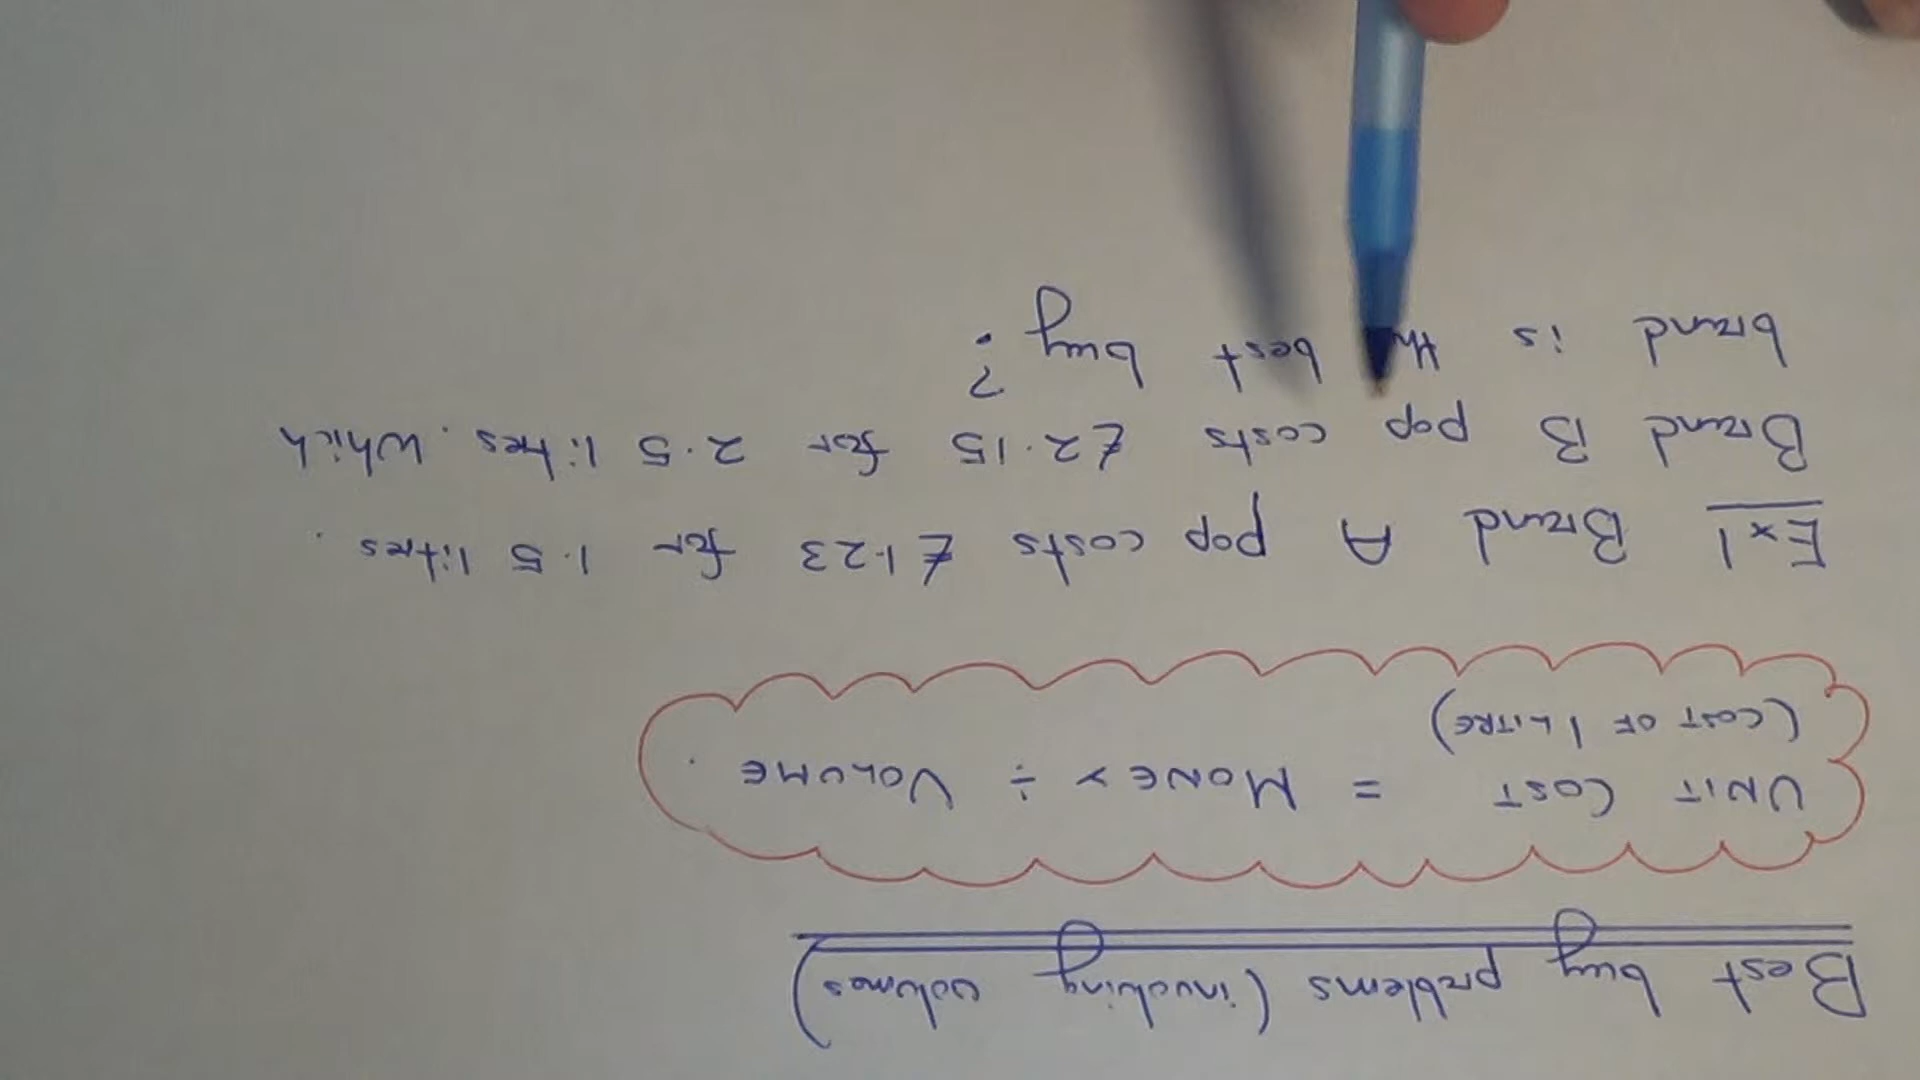 Best buy problems (involving volumes)
UNIT COST = MONEY ÷ VOLUME.
(COST OF 1 LITRE)
Ex1 Brand A pop costs £1.23 for 1.5 litres.
Brand B pop costs £2.15 for 2.5 litres. Which
brand is the best buy?